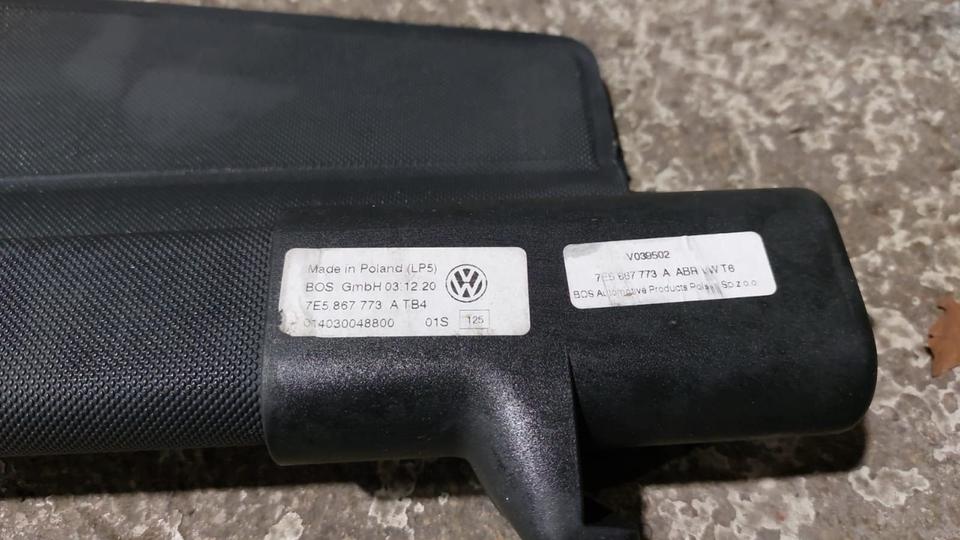 Made in Poland (LP5)
BOS GmbH 03.12 20
7E5 867 773 A TB4
014030048800 01S 125
V039502
7E5 867 773 A ABR VW T6
BOS Automotive Products Polska SP.z.o.o